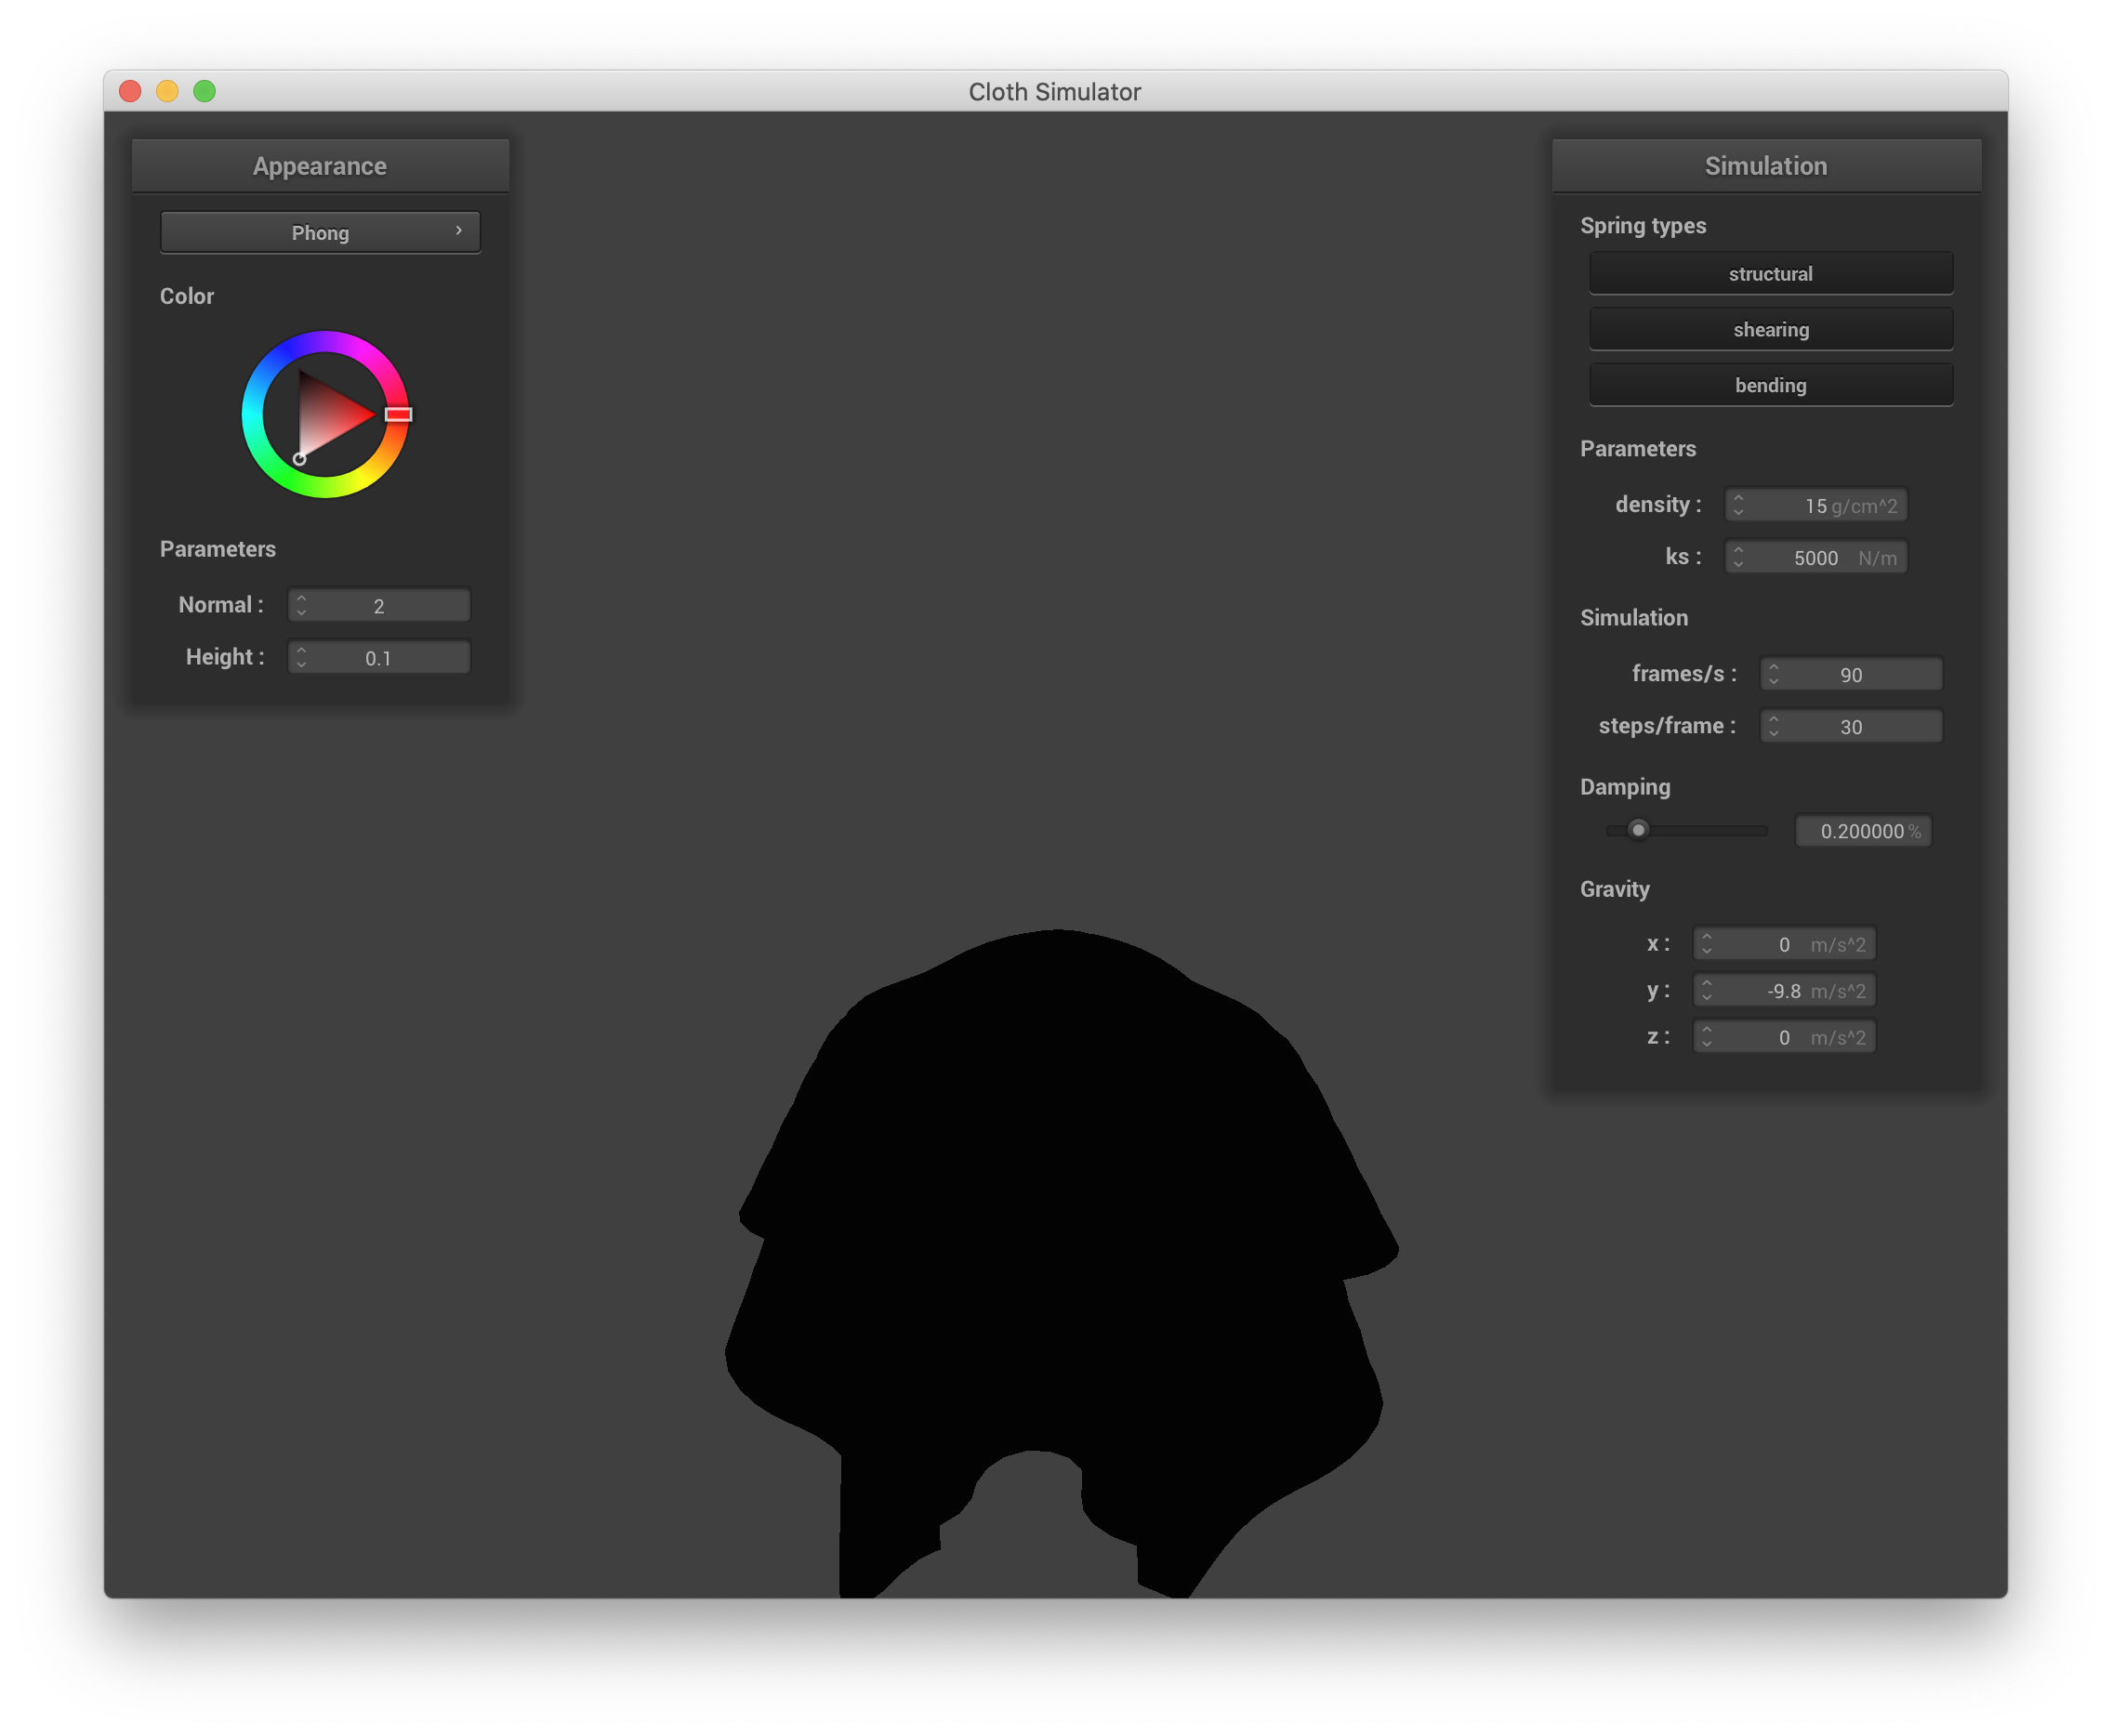 Cloth Simulator
Appearance
Phong
Color
Parameters
Normal : 2
Height : 0.1
Simulation
Spring types
structural
shearing
bending
Parameters
density : 15 g/cm^2
ks : 5000 N/m
Simulation
frames/s : 90
steps/frame : 30
Damping
0.200000 %
Gravity
x : 0 m/s^2
y : -9.8 m/s^2
z : 0 m/s^2